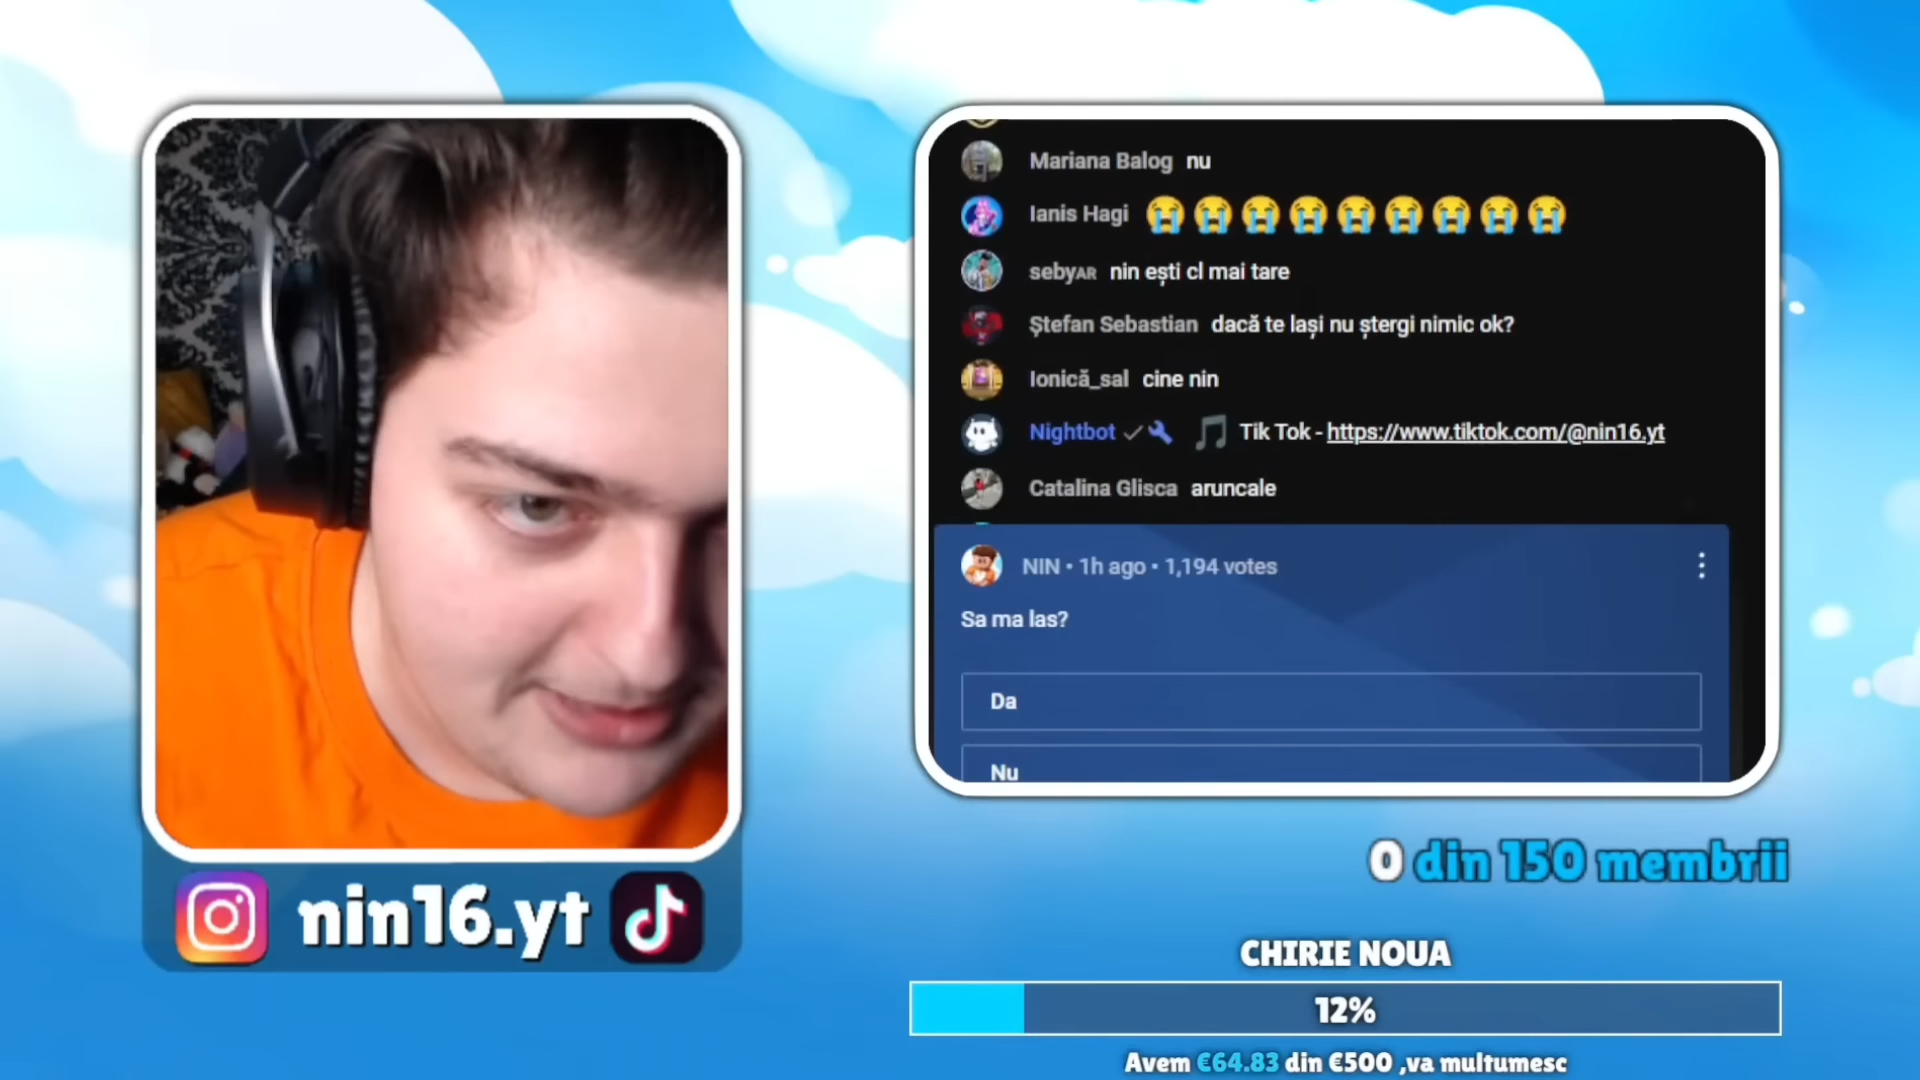 Mariana Balog nu
Ianis Hagi 😭😭😭😭😭😭😭😭😭
sebyAR nin ești cl mai tare
Ștefan Sebastian dacă te lași nu ștergi nimic ok?
Ionică_sal cine nin
Nightbot Tik Tok - https://www.tiktok.com/@nin16.yt
Catalina Glisca aruncale
NIN • 1h ago • 1,194 votes
Sa ma las?
Da
Nu
nin16.yt
0 din 150 membrii
CHIRIE NOUA
12%
Avem €64.83 din €500 ,va multumesc